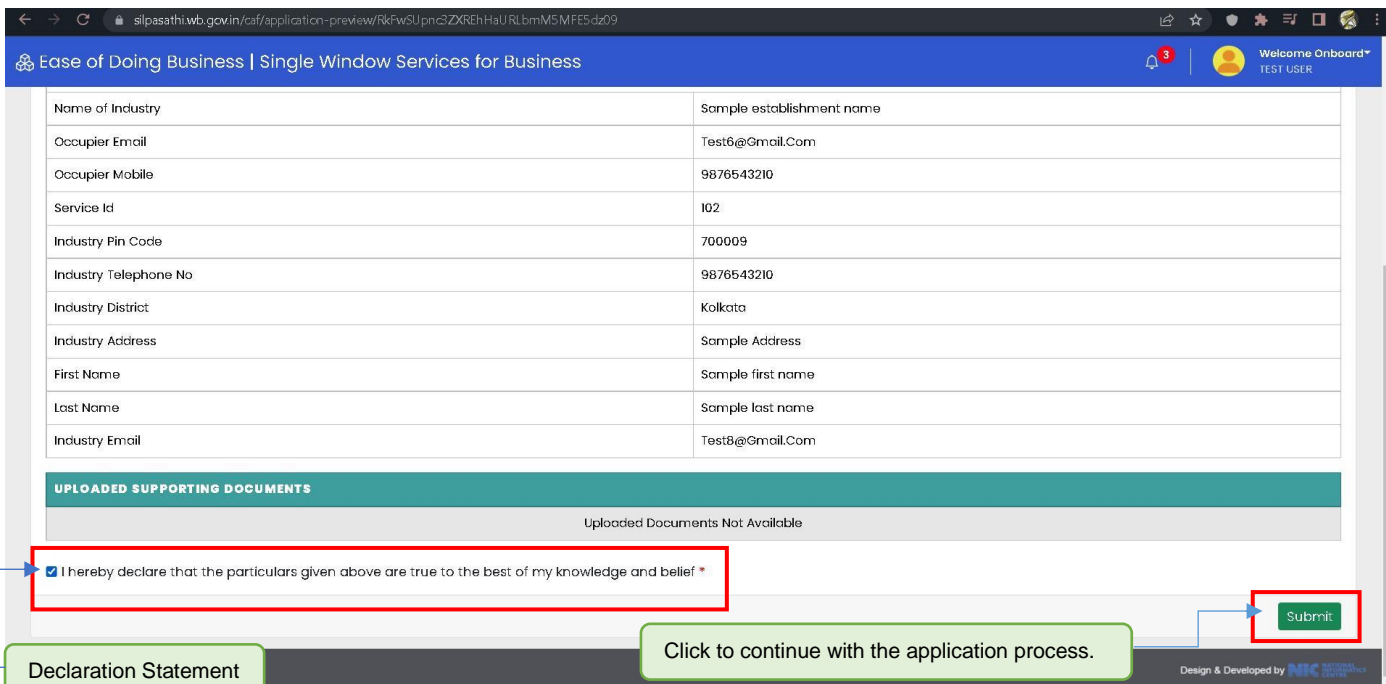 silpasathi.wb.gov.in/caf/application-preview/RkFwSUpnc3ZXREhHaURLbmM5MFE5dz09
Ease of Doing Business | Single Window Services for Business
3
Welcome Onboard
TEST USER
Name of Industry Sample establishment name
Occupier Email Test6@Gmail.Com
Occupier Mobile 9876543210
Service Id 102
Industry Pin Code 700009
Industry Telephone No 9876543210
Industry District Kolkata
Industry Address Sample Address
First Name Sample first name
Last Name Sample last name
Industry Email Test8@Gmail.Com
UPLOADED SUPPORTING DOCUMENTS
Uploaded Documents Not Available
I hereby declare that the particulars given above are true to the best of my knowledge and belief *
Submit
Click to continue with the application process.
Declaration Statement
Design & Developed by NIC NATIONAL INFORMATICS CENTRE